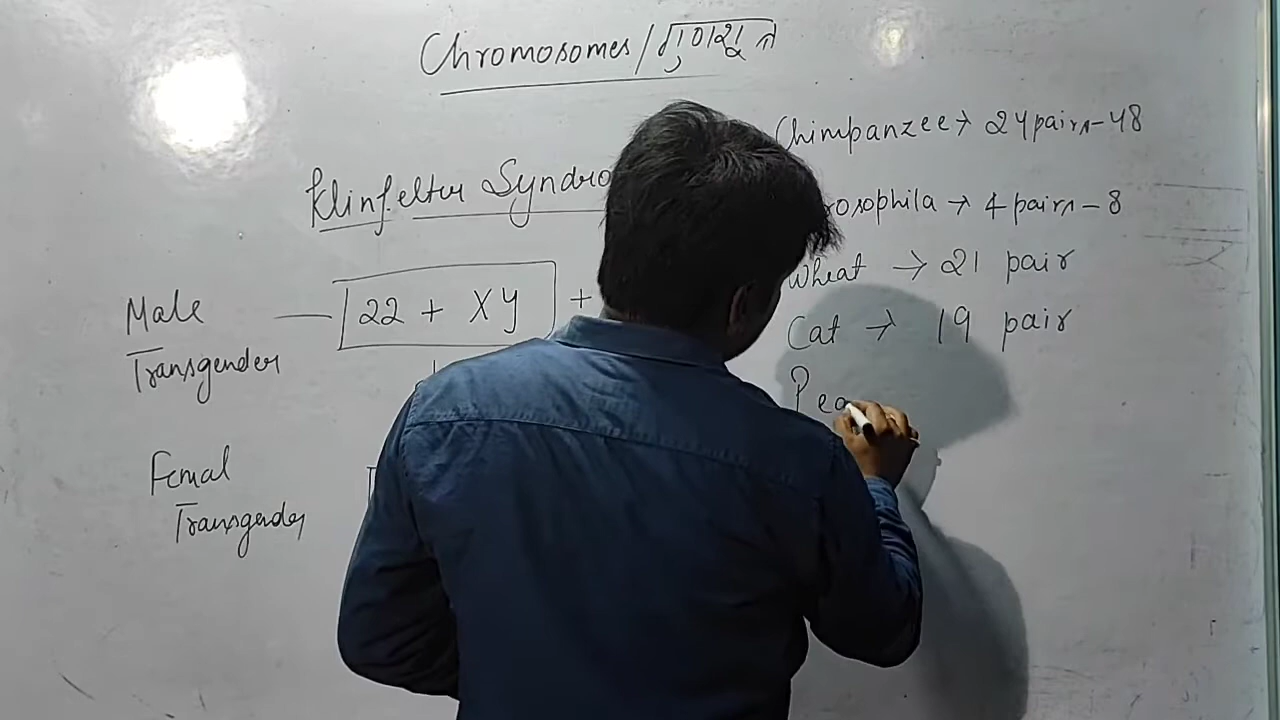 Chromosomes / गुणसूत्र
Klinfelter Syndro
Male
Transgender
22 + XY +
Femal
Transgender
Chimpanzee → 24 pairs - 48
rosophila → 4 pairs - 8
Wheat → 21 pair
Cat → 19 pair
Pea